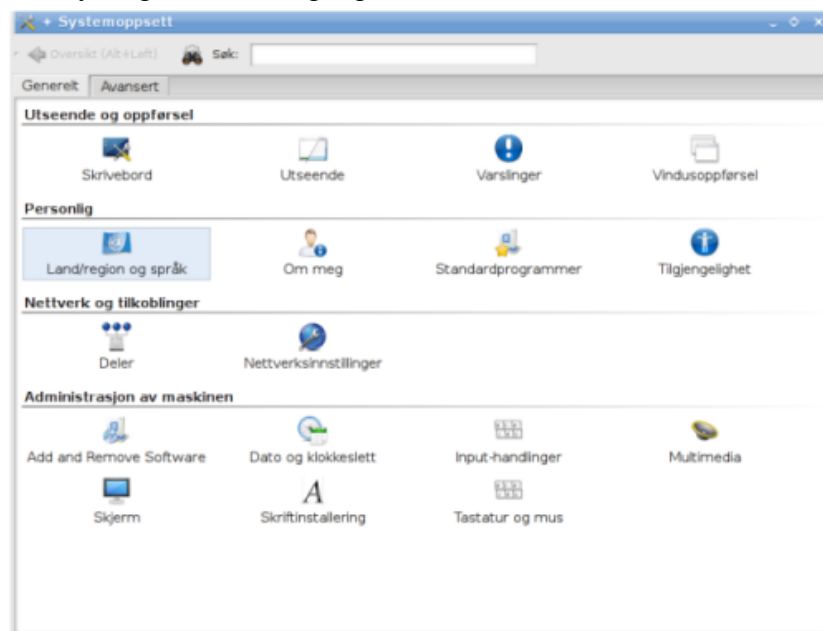 + Systemoppsett
Oversikt (Alt+Left) Søk:
Generelt Avansert
Utseende og oppførsel
Skrivebord Utseende Varslinger Vindusoppførsel
Personlig
Land/region og språk Om meg Standardprogrammer Tilgjengelighet
Nettverk og tilkoblinger
Deler Nettverksinnstillinger
Administrasjon av maskinen
Add and Remove Software Dato og klokkeslett Input-handlinger Multimedia
Skjerm Skriftinstallering Tastatur og mus